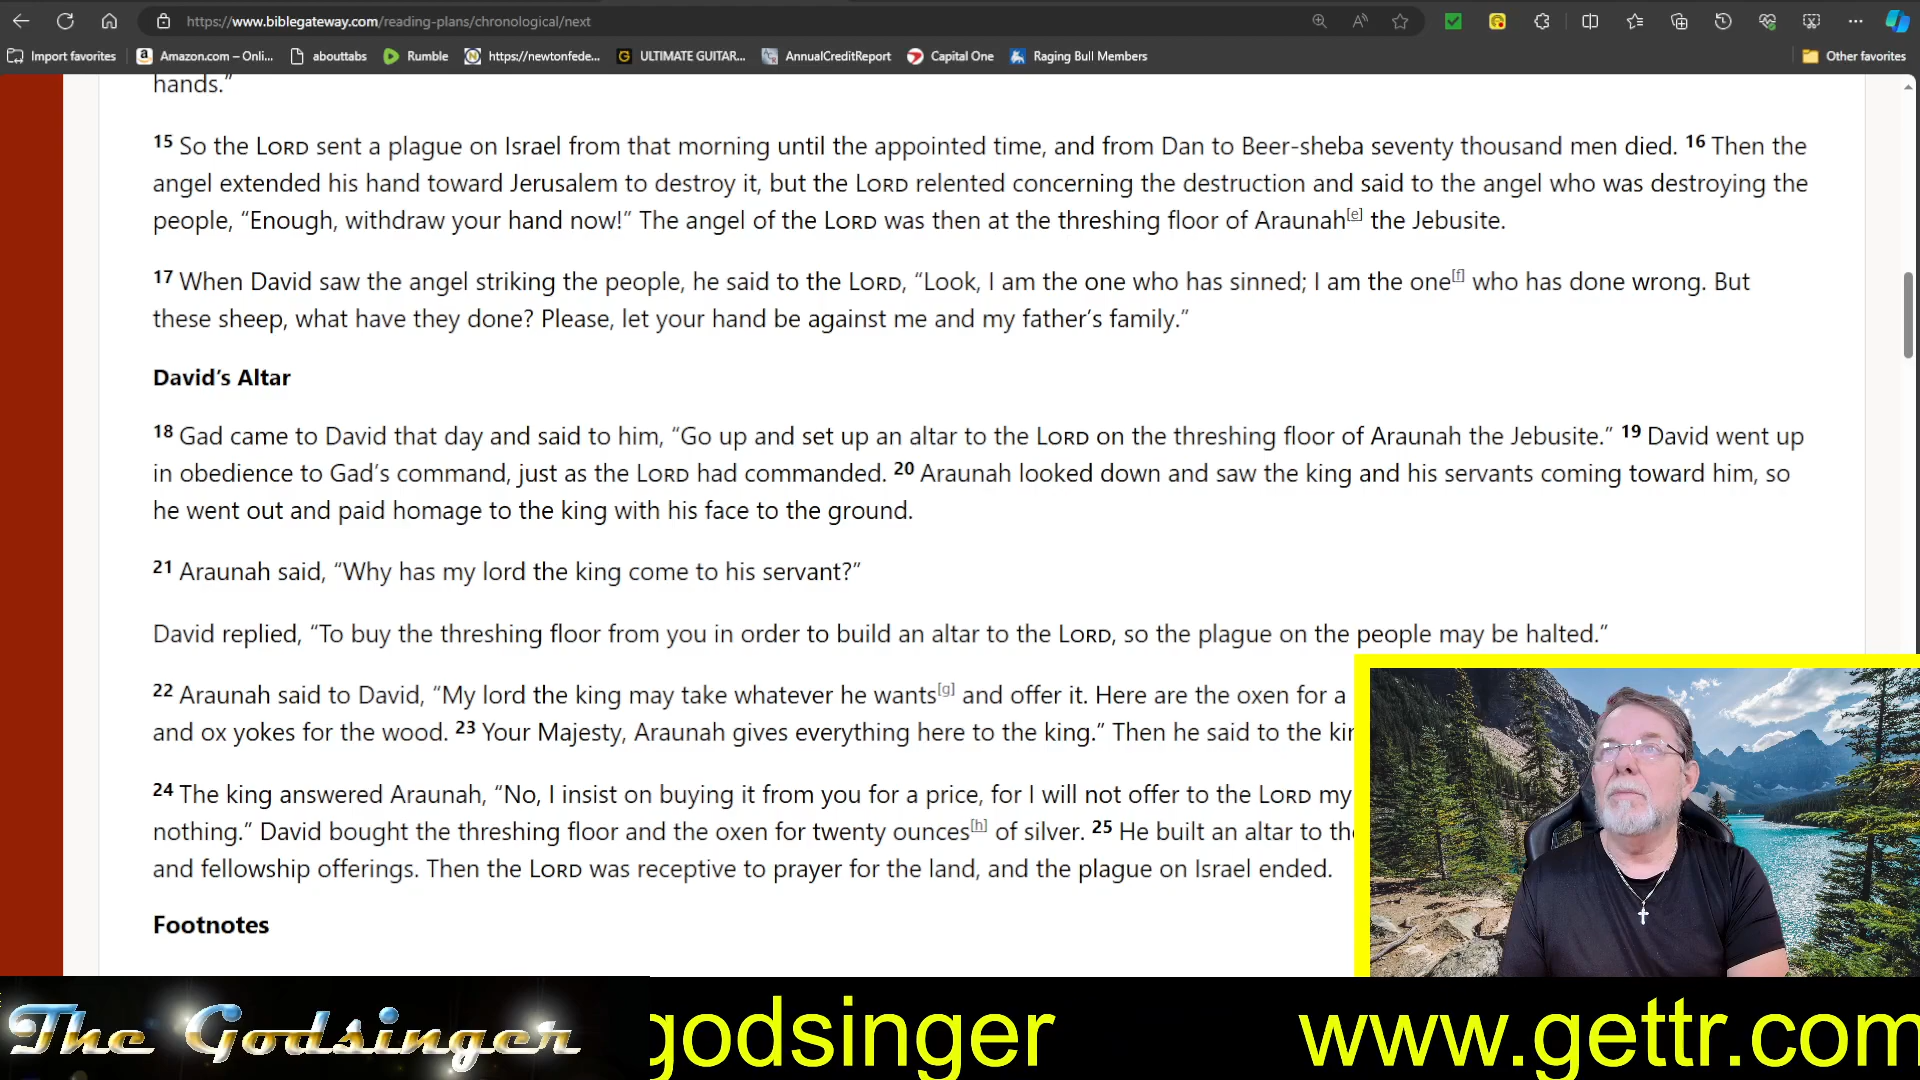 https://www.biblegateway.com/reading-plans/chronological/next
Import favorites
Amazon.com – Onli...
abouttabs
Rumble
https://newtonfede...
ULTIMATE GUITAR...
AnnualCreditReport
Capital One
Raging Bull Members
Other favorites
hands.”
15 So the LORD sent a plague on Israel from that morning until the appointed time, and from Dan to Beer-sheba seventy thousand men died. 16 Then the
angel extended his hand toward Jerusalem to destroy it, but the LORD relented concerning the destruction and said to the angel who was destroying the
people, “Enough, withdraw your hand now!” The angel of the LORD was then at the threshing floor of Araunah[e] the Jebusite.
17 When David saw the angel striking the people, he said to the LORD, “Look, I am the one who has sinned; I am the one[f] who has done wrong. But
these sheep, what have they done? Please, let your hand be against me and my father’s family.”
David’s Altar
18 Gad came to David that day and said to him, “Go up and set up an altar to the LORD on the threshing floor of Araunah the Jebusite.” 19 David went up
in obedience to Gad’s command, just as the LORD had commanded. 20 Araunah looked down and saw the king and his servants coming toward him, so
he went out and paid homage to the king with his face to the ground.
21 Araunah said, “Why has my lord the king come to his servant?”
David replied, “To buy the threshing floor from you in order to build an altar to the LORD, so the plague on the people may be halted.”
22 Araunah said to David, “My lord the king may take whatever he wants[g] and offer it. Here are the oxen for a
and ox yokes for the wood. 23 Your Majesty, Araunah gives everything here to the king.” Then he said to the kin
24 The king answered Araunah, “No, I insist on buying it from you for a price, for I will not offer to the LORD my
nothing.” David bought the threshing floor and the oxen for twenty ounces[h] of silver. 25 He built an altar to the
and fellowship offerings. Then the LORD was receptive to prayer for the land, and the plague on Israel ended.
Footnotes
The Godsinger
godsinger
www.gettr.com